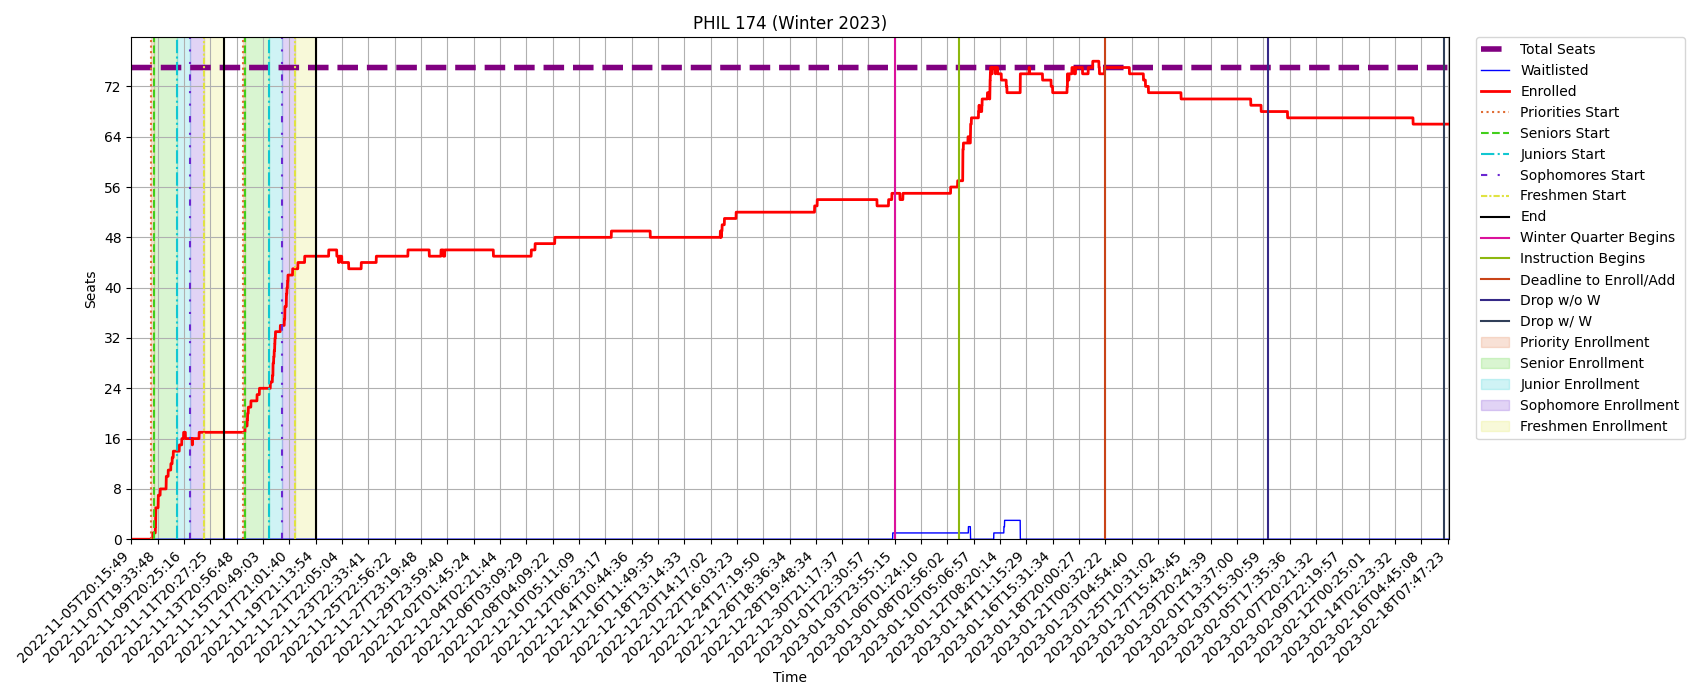 PHIL 174 (Winter 2023)
Seats
72
64
56
48
40
32
24
16
8
0
2022-11-05T20:15:49
2022-11-07T19:33:48
2022-11-09T20:25:16
2022-11-11T20:27:25
2022-11-13T20:56:48
2022-11-15T20:49:03
2022-11-17T21:01:40
2022-11-19T21:13:54
2022-11-21T22:05:04
2022-11-23T22:33:41
2022-11-25T22:56:22
2022-11-27T23:19:48
2022-11-29T23:59:40
2022-12-02T01:45:24
2022-12-04T02:21:44
2022-12-06T03:09:29
2022-12-08T04:09:22
2022-12-10T05:11:09
2022-12-12T06:23:17
2022-12-14T10:44:36
2022-12-16T11:49:35
2022-12-18T13:14:33
2022-12-20T14:17:02
2022-12-22T16:03:23
2022-12-24T17:19:50
2022-12-26T18:36:34
2022-12-28T19:48:34
2022-12-30T21:17:37
2023-01-01T22:30:57
2023-01-03T23:55:15
2023-01-06T01:24:10
2023-01-08T02:56:02
2023-01-10T05:06:57
2023-01-12T08:20:14
2023-01-14T11:15:29
2023-01-16T15:31:34
2023-01-18T20:00:27
2023-01-21T00:32:22
2023-01-23T04:54:40
2023-01-25T10:31:02
2023-01-27T15:43:45
2023-01-29T20:24:39
2023-02-01T13:37:00
2023-02-03T15:30:59
2023-02-05T17:35:36
2023-02-07T20:21:32
2023-02-09T22:19:57
2023-02-12T00:25:01
2023-02-14T02:23:32
2023-02-16T04:45:08
2023-02-18T07:47:23
Time
Total Seats
Waitlisted
Enrolled
Priorities Start
Seniors Start
Juniors Start
Sophomores Start
Freshmen Start
End
Winter Quarter Begins
Instruction Begins
Deadline to Enroll/Add
Drop w/o W
Drop w/ W
Priority Enrollment
Senior Enrollment
Junior Enrollment
Sophomore Enrollment
Freshmen Enrollment